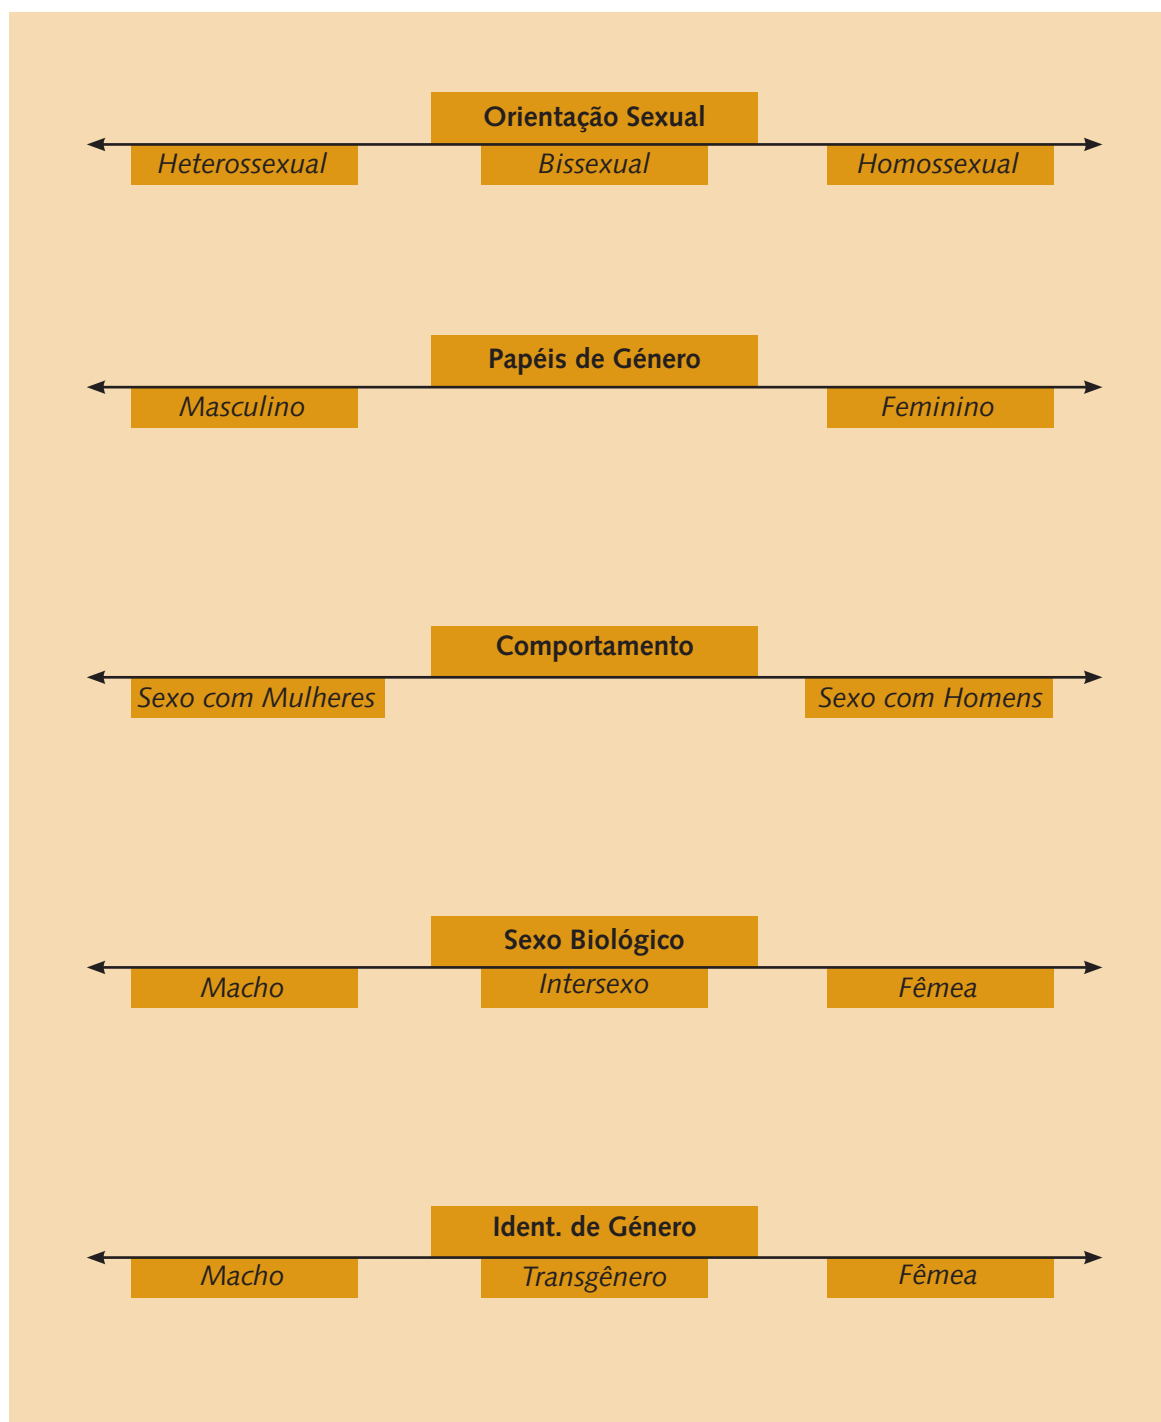 Orientação Sexual
Heterossexual Bissexual Homossexual
Papéis de Género
Masculino Feminino
Comportamento
Sexo com Mulheres Sexo com Homens
Sexo Biológico
Macho Intersexo Fêmea
Ident. de Género
Macho Transgênero Fêmea